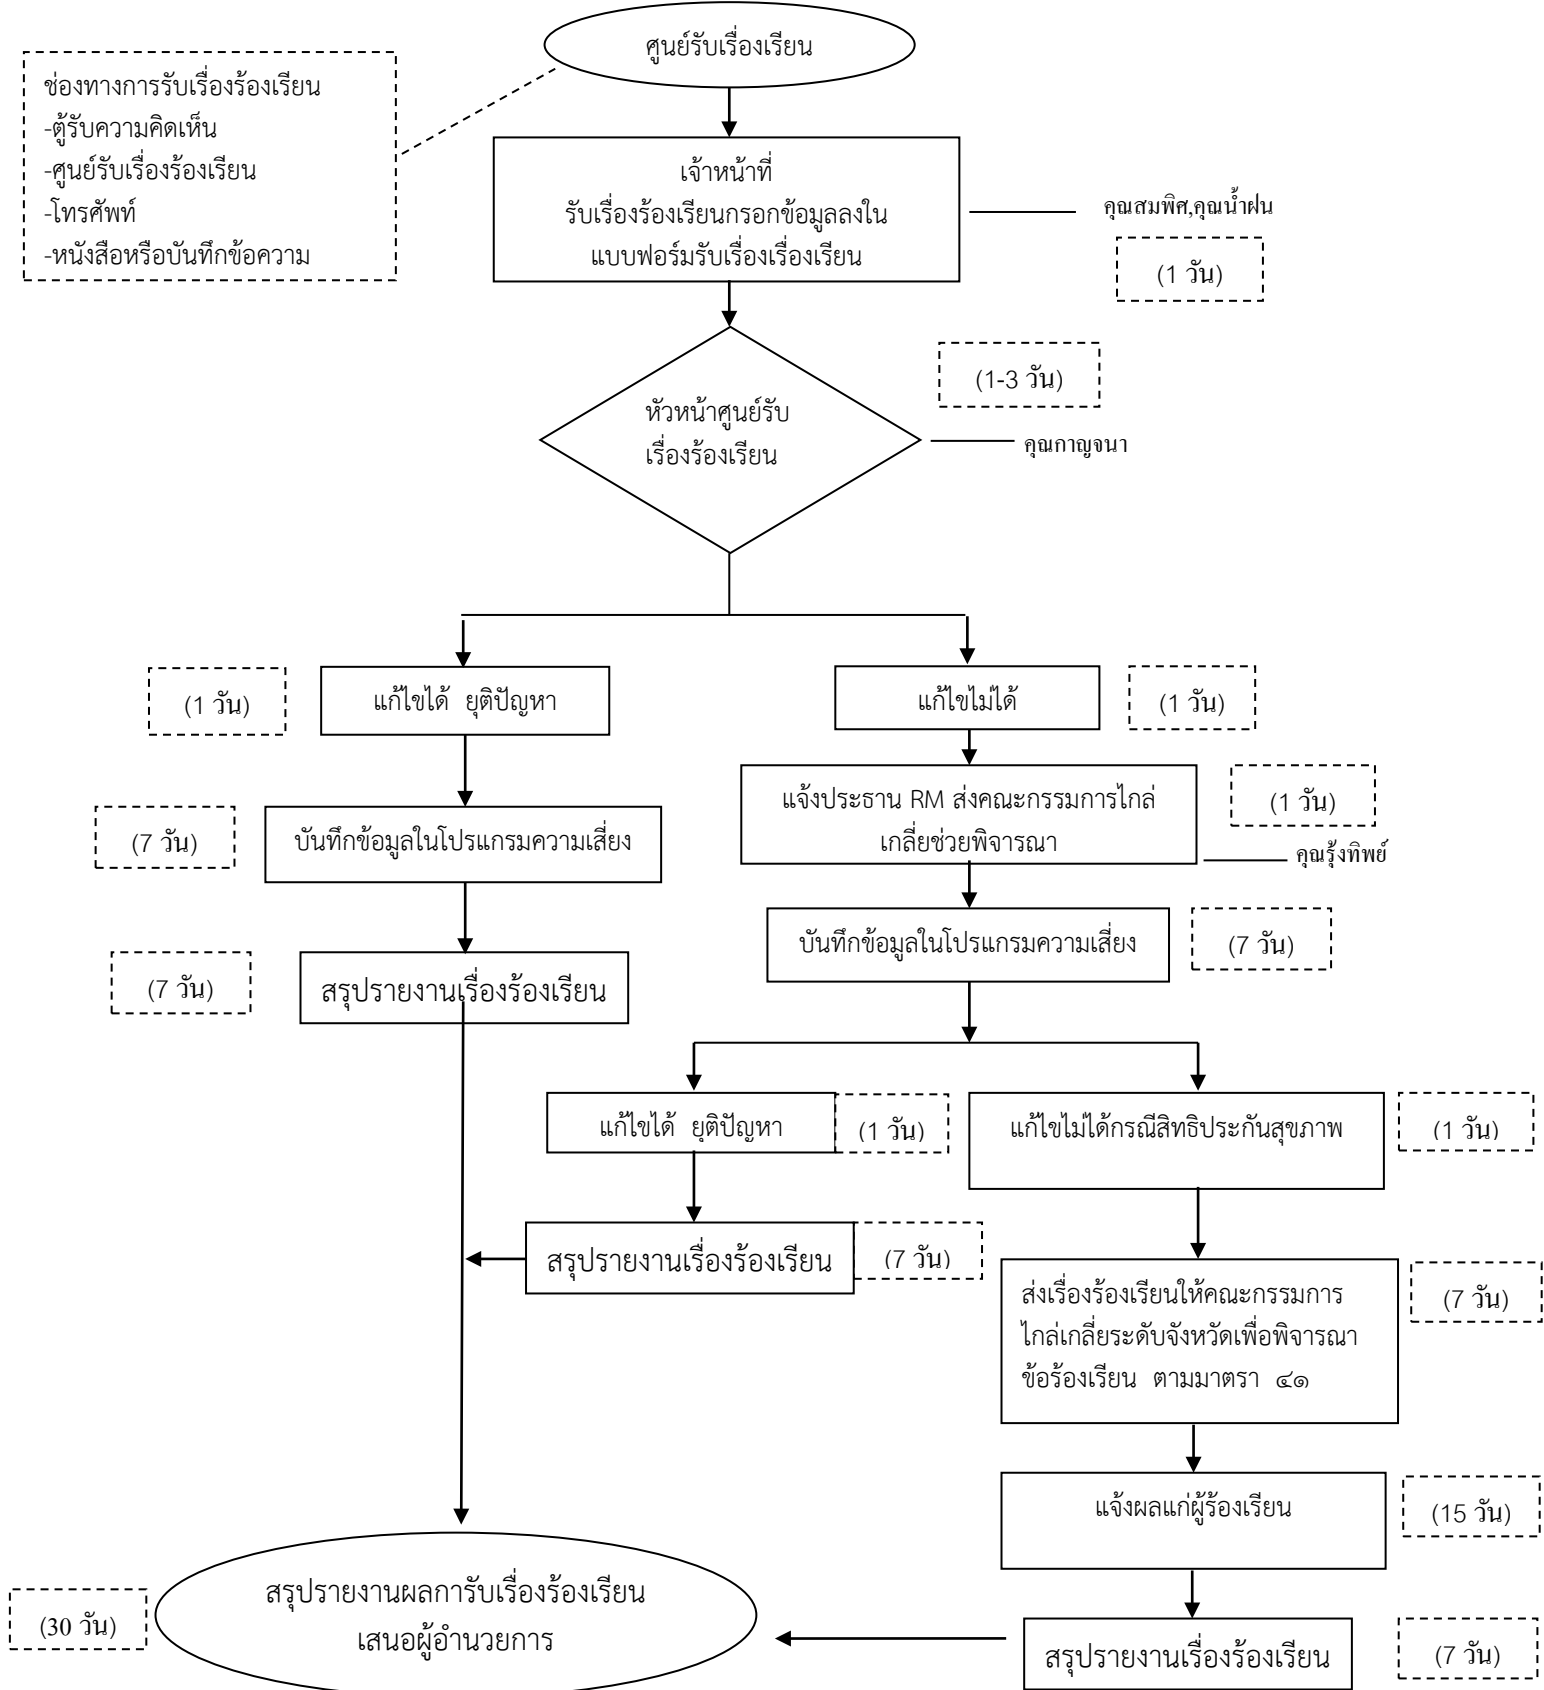 ศูนย์รับเรื่องเรียน
ช่องทางการรับเรื่องร้องเรียน
-ตู้รับความคิดเห็น
-ศูนย์รับเรื่องร้องเรียน
-โทรศัพท์
-หนังสือหรือบันทึกข้อความ
เจ้าหน้าที่
รับเรื่องร้องเรียนกรอกข้อมูลลงใน
แบบฟอร์มรับเรื่องเรื่องเรียน
คุณสมพิศ,คุณน้ำฝน
(1 วัน)
(1-3 วัน)
หัวหน้าศูนย์รับ
เรื่องร้องเรียน
คุณกาญจนา
(1 วัน)
แก้ไขได้ ยุติปัญหา
แก้ไขไม่ได้
(1 วัน)
แจ้งประธาน RM ส่งคณะกรรมการไกล่
เกลี่ยช่วยพิจารณา
(1 วัน)
คุณรุ้งทิพย์
(7 วัน)
บันทึกข้อมูลในโปรแกรมความเสี่ยง
บันทึกข้อมูลในโปรแกรมความเสี่ยง
(7 วัน)
(7 วัน)
สรุปรายงานเรื่องร้องเรียน
แก้ไขได้ ยุติปัญหา
(1 วัน)
แก้ไขไม่ได้กรณีสิทธิประกันสุขภาพ
(1 วัน)
สรุปรายงานเรื่องร้องเรียน
(7 วัน)
ส่งเรื่องร้องเรียนให้คณะกรรมการ
ไกล่เกลี่ยระดับจังหวัดเพื่อพิจารณา
ข้อร้องเรียน ตามมาตรา ๔๑
(7 วัน)
แจ้งผลแก่ผู้ร้องเรียน
(15 วัน)
(30 วัน)
สรุปรายงานผลการับเรื่องร้องเรียน
เสนอผู้อำนวยการ
สรุปรายงานเรื่องร้องเรียน
(7 วัน)